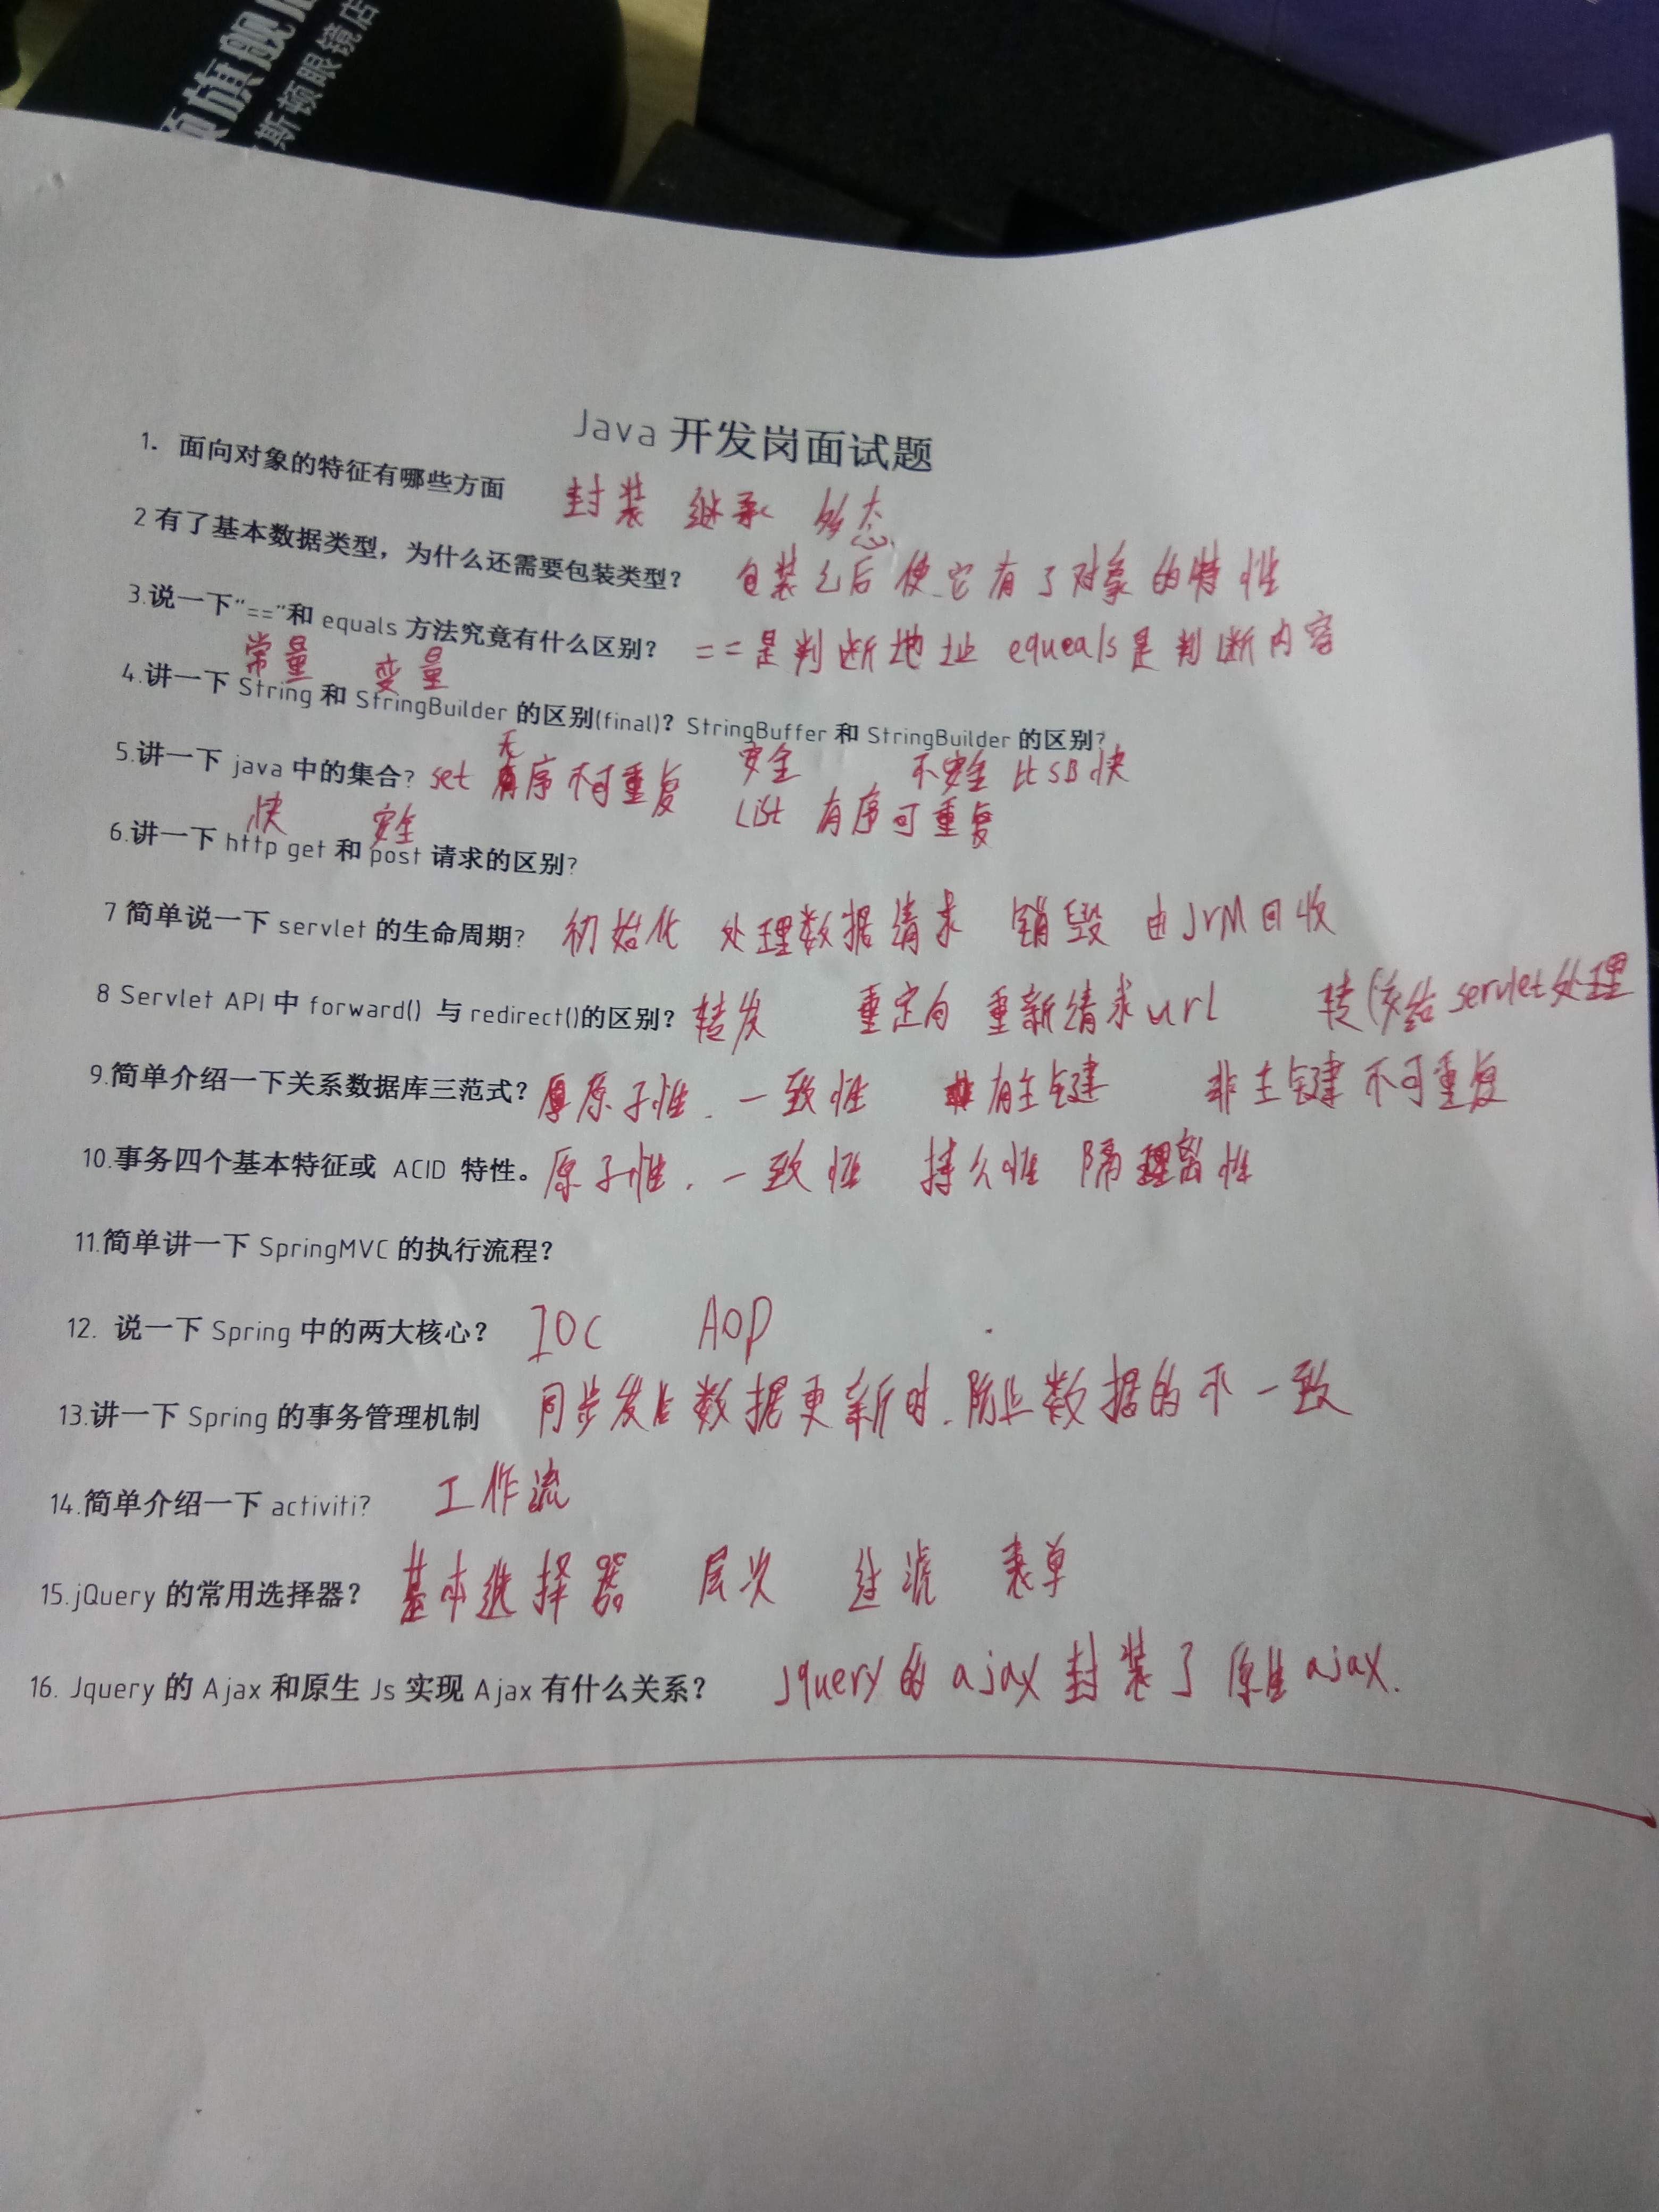 旗舰
斯顿眼镜店
Java 开发岗面试题
1. 面向对象的特征有哪些方面 封装 继承 多态
2 有了基本数据类型，为什么还需要包装类型？ 包装之后使它有了对象的特性
3.说一下"=="和 equals 方法究竟有什么区别？ ==是判断地址 equeals是判断内容
常量 变量
4.讲一下 String 和 StringBuilder 的区别(final)？StringBuffer 和 StringBuilder 的区别?
安全 不安全 比SB快
5.讲一下 java 中的集合? set 无序不可重复 List 有序可重复
快 安全
6.讲一下 http get 和 post 请求的区别?
7 简单说一下 servlet 的生命周期? 初始化 处理数据请求 销毁 由JVM回收
8 Servlet API 中 forward() 与 redirect()的区别？ 转发 重定向 重新请求url 转 给servlet处理
9.简单介绍一下关系数据库三范式？ 原子性. 一致性 有主键 非主键不可重复
10.事务四个基本特征或 ACID 特性。 原子性. 一致性 持久性 隔离性
11.简单讲一下 SpringMVC 的执行流程？
12. 说一下 Spring 中的两大核心？ IOC AOP
13.讲一下 Spring 的事务管理机制 同步发生数据更新时.防止数据的不一致
14.简单介绍一下 activiti? 工作流
15.jQuery 的常用选择器？ 基本选择器 层次 过滤 表单
16. Jquery 的 Ajax 和原生 Js 实现 Ajax 有什么关系？ Jquery的ajax封装了原生ajax.